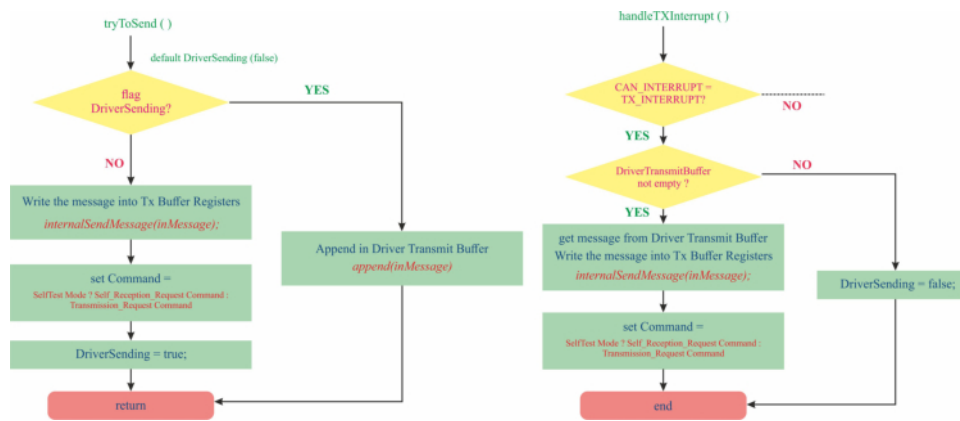 tryToSend ( )
default DriverSending (false)
flag
DriverSending?
YES
NO
Write the message into Tx Buffer Registers
internalSendMessage(inMessage);
Append in Driver Transmit Buffer
append(inMessage)
set Command =
SelfTest Mode ? Self_Reception_Request Command :
Transmission_Request Command
DriverSending = true;
return
handleTXInterrupt ( )
CAN_INTERRUPT =
TX_INTERRUPT?
NO
YES
DriverTransmitBuffer
not empty ?
NO
YES
get message from Driver Transmit Buffer
Write the message into Tx Buffer Registers
internalSendMessage(inMessage);
DriverSending = false;
set Command =
SelfTest Mode ? Self_Reception_Request Command :
Transmission_Request Command
end